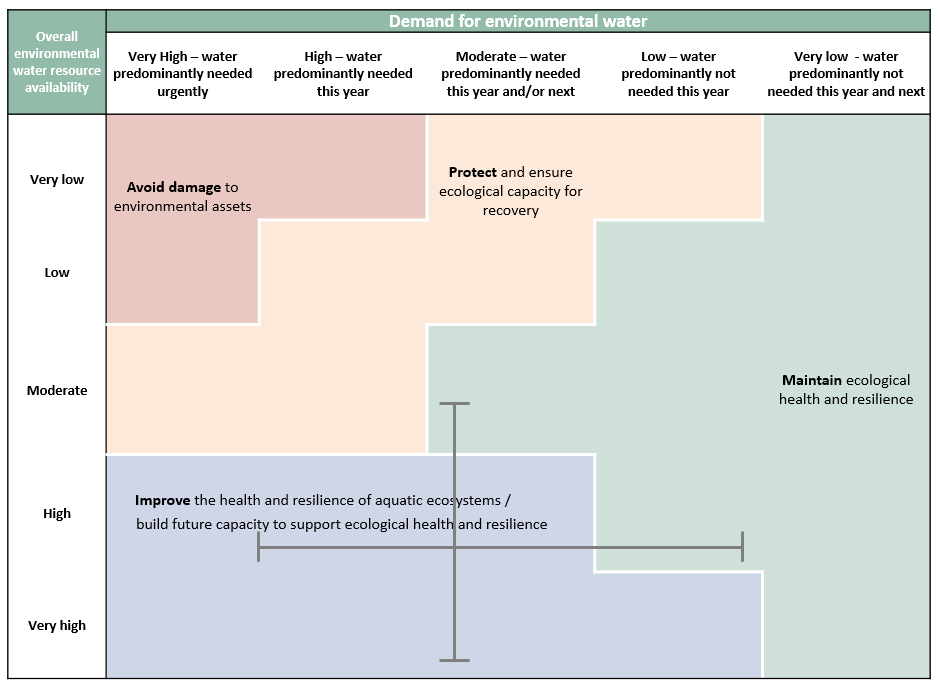 Demand for environmental water
Overall
environmental
water resource
availability
Very High – water
predominantly needed
urgently
High – water
predominantly needed
this year
Moderate – water
predominantly needed
this year and/or next
Low – water
predominantly not
needed this year
Very low  - water
predominantly not
needed this year and next
Very low
Avoid damage to
environmental assets
Protect and ensure
ecological capacity for
recovery
Low
Moderate
Maintain ecological
health and resilience
High
Improve the health and resilience of aquatic ecosystems /
build future capacity to support ecological health and resilience
Very high